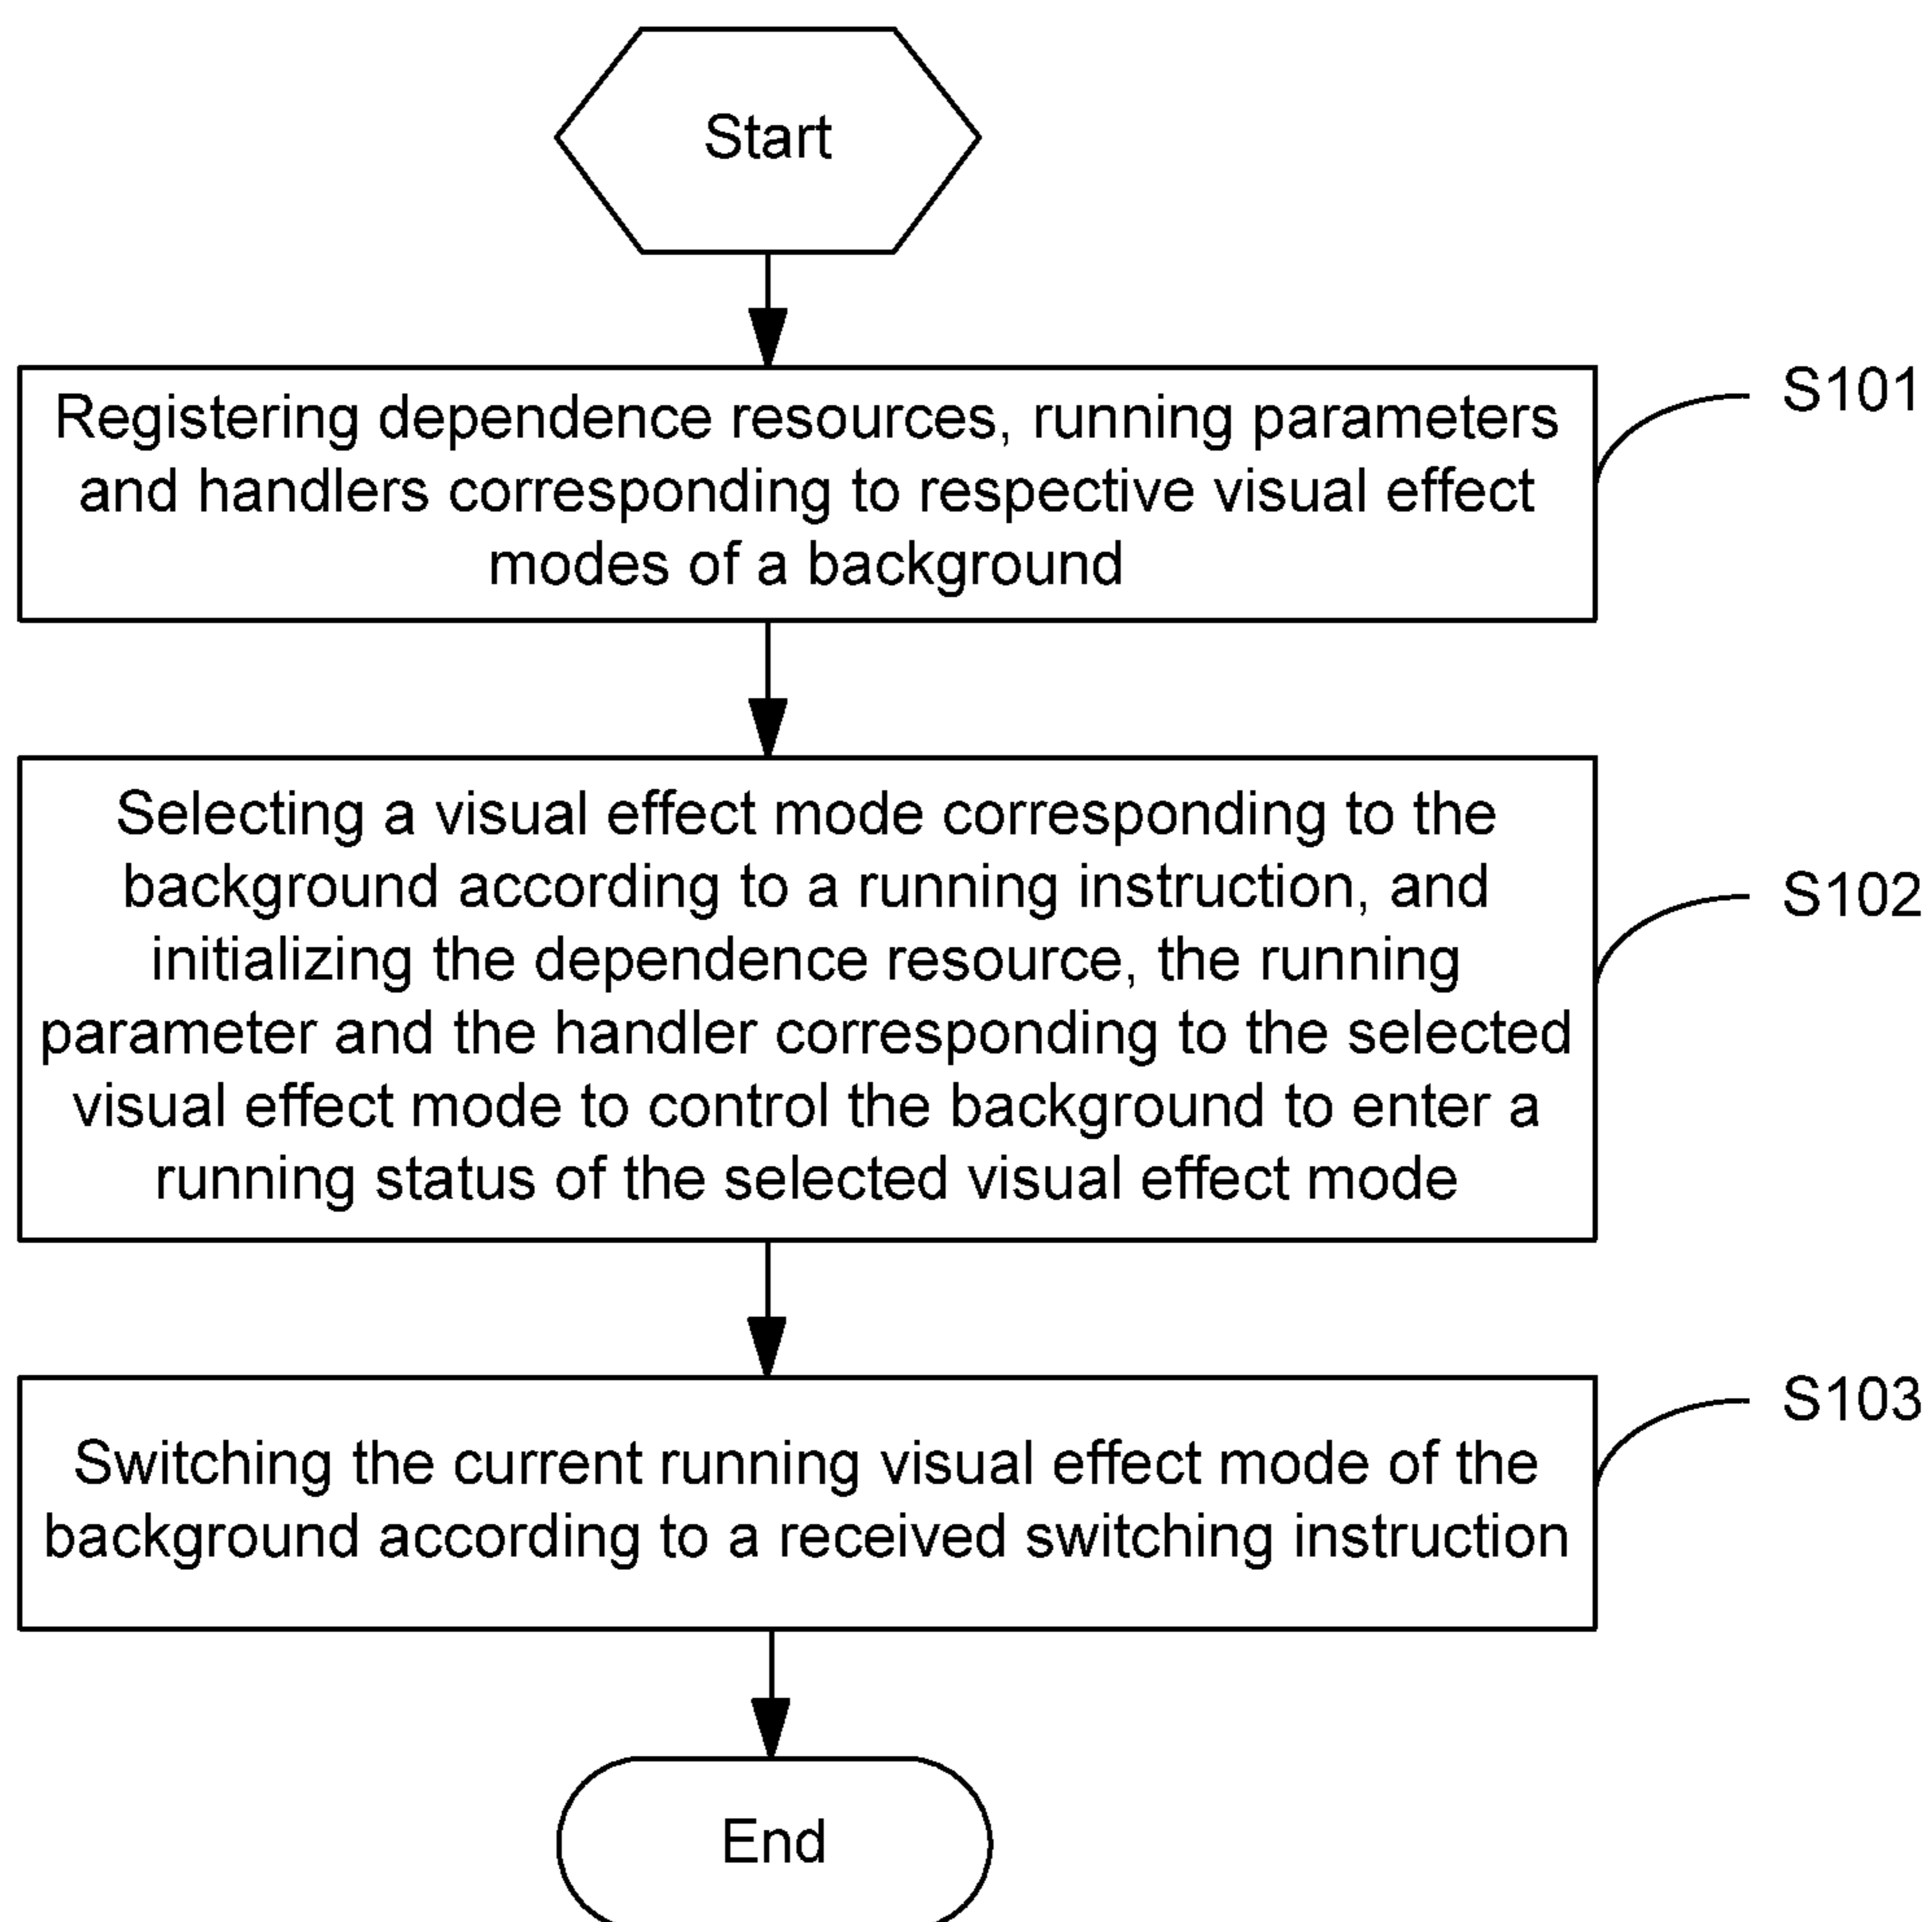 Start
Registering dependence resources, running parameters
and handlers corresponding to respective visual effect
modes of a background
S101
Selecting a visual effect mode corresponding to the
background according to a running instruction, and
initializing the dependence resource, the running
parameter and the handler corresponding to the selected
visual effect mode to control the background to enter a
running status of the selected visual effect mode
S102
Switching the current running visual effect mode of the
background according to a received switching instruction
S103
End